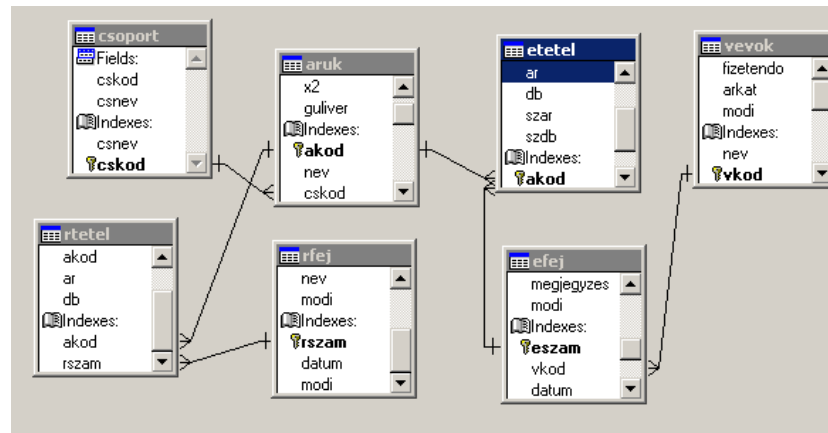 csoport
Fields:
cskod
csnev
Indexes:
csnev
cskod
aruk
x2
guliver
Indexes:
akod
nev
cskod
etetel
ar
db
szar
szdb
Indexes:
akod
vevok
fizetendo
arkat
modi
Indexes:
nev
vkod
rtetel
akod
ar
db
Indexes:
akod
rszam
rfej
nev
modi
Indexes:
rszam
datum
modi
efej
megjegyzes
modi
Indexes:
eszam
vkod
datum